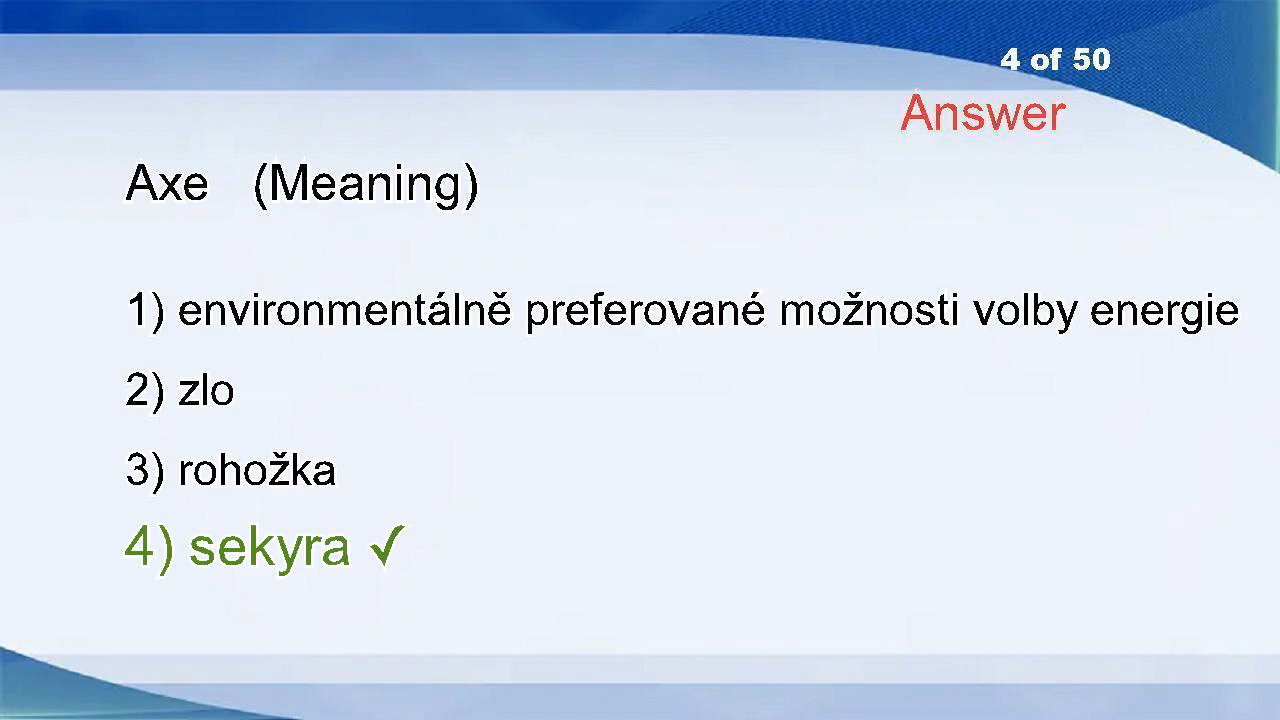 4 of 50
Answer
Axe (Meaning)
1) environmentálně preferované možnosti volby energie
2) zlo
3) rohožka
4) sekyra ✓